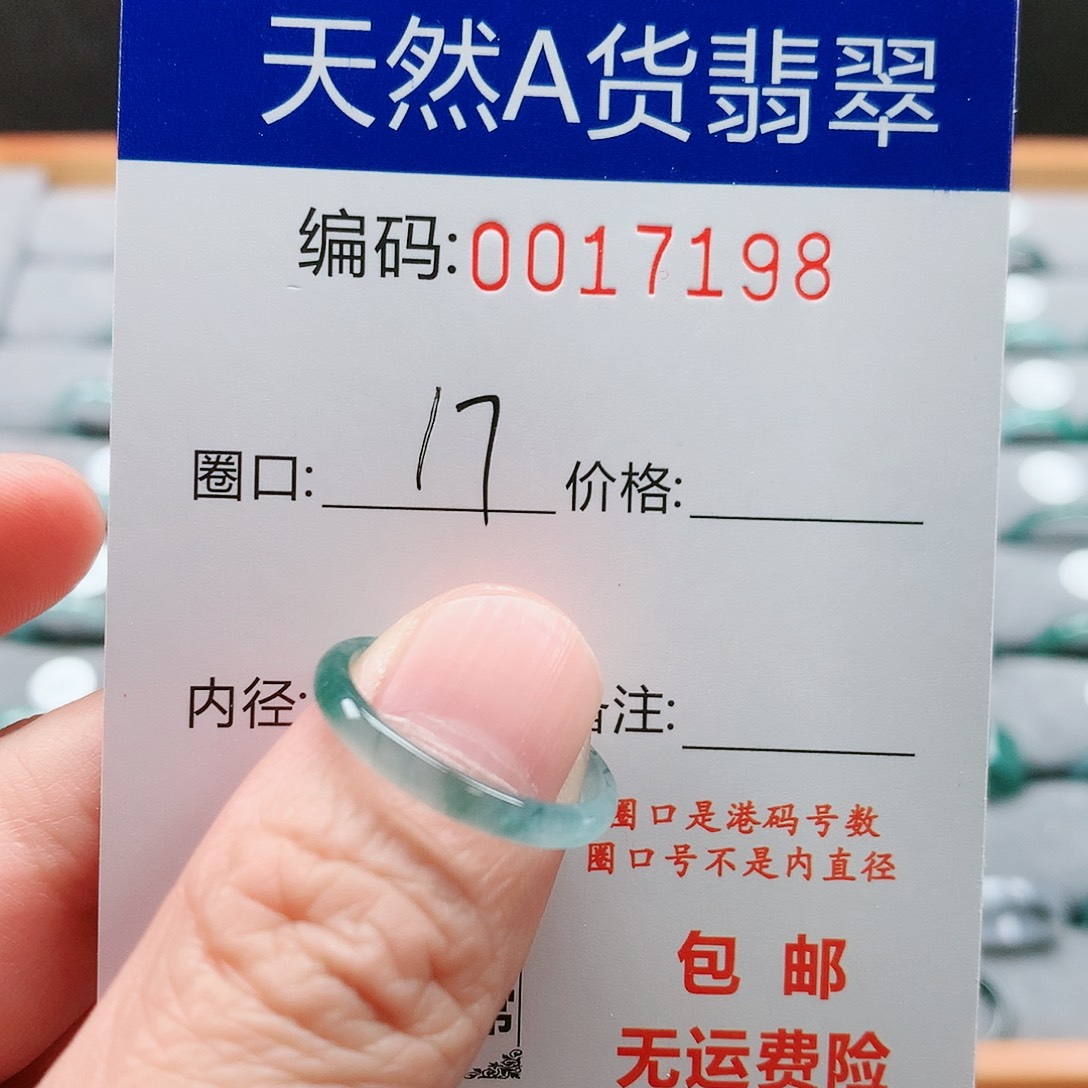 天然A货翡翠
编码:0017198
圈口: 17 价格:
内径: 备注:
圈口是港码号数
圈口号不是内直径
包 邮
无运费险